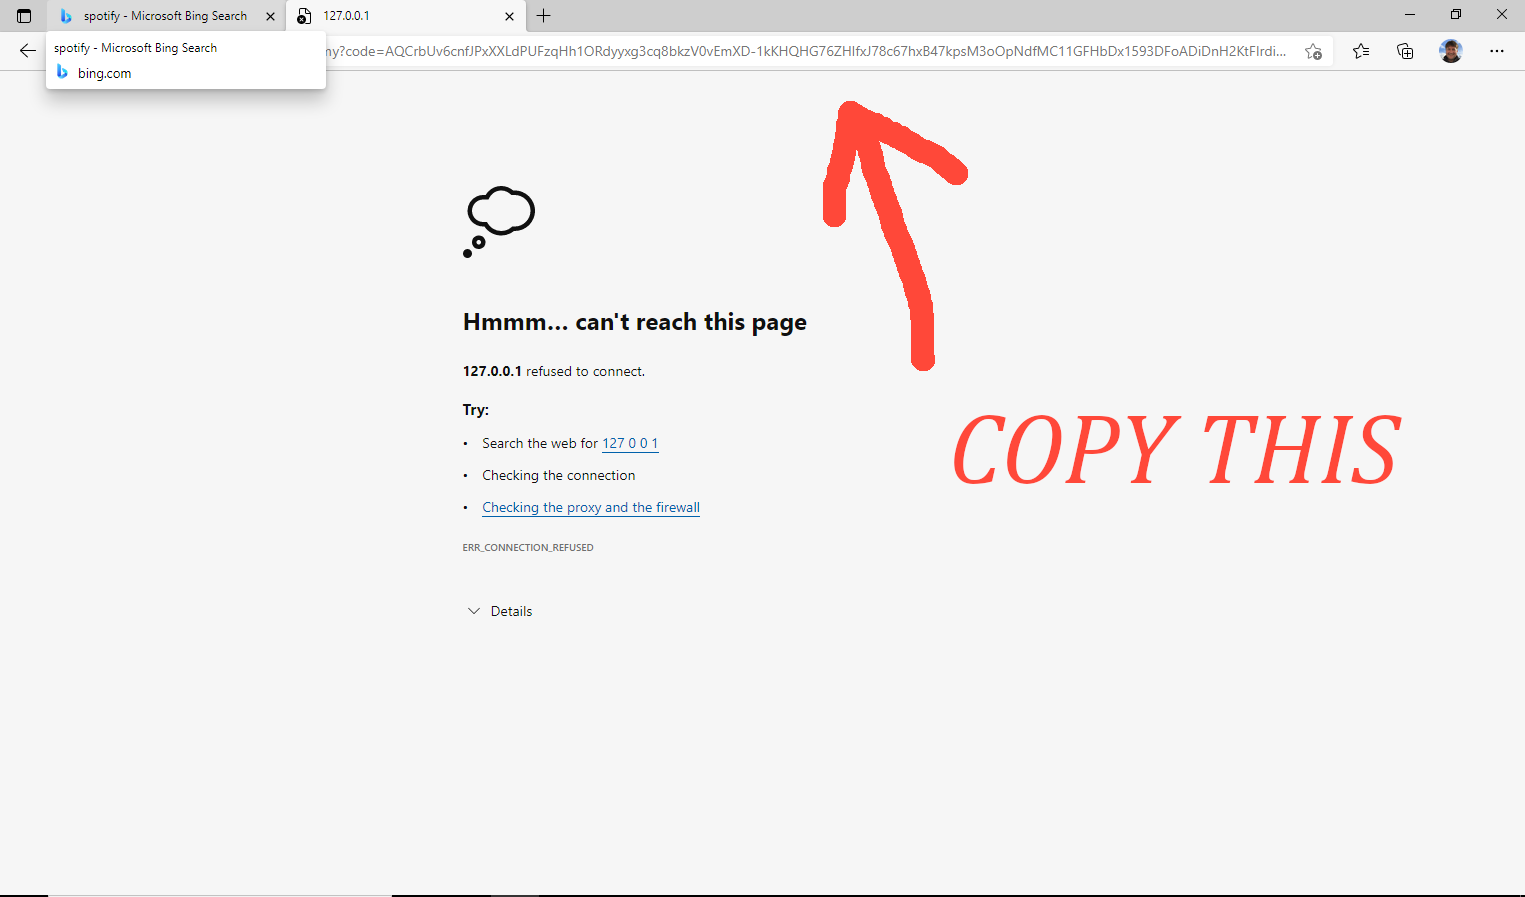 spotify - Microsoft Bing Search
127.0.0.1
my?code=AQCrbUv6cnfJPxXXLdPUFzqHh1ORdyyxg3cq8bkzV0vEmXD-1kKHQHG76ZHIfxJ78c67hxB47kpsM3oOpNdfMC11GFHbDx1593DFoADiDnH2KtFIrdi...
spotify - Microsoft Bing Search
bing.com
Hmmm... can't reach this page
127.0.0.1 refused to connect.
Try:
• Search the web for 127 0 0 1
• Checking the connection
• Checking the proxy and the firewall
ERR_CONNECTION_REFUSED
Details
COPY THIS